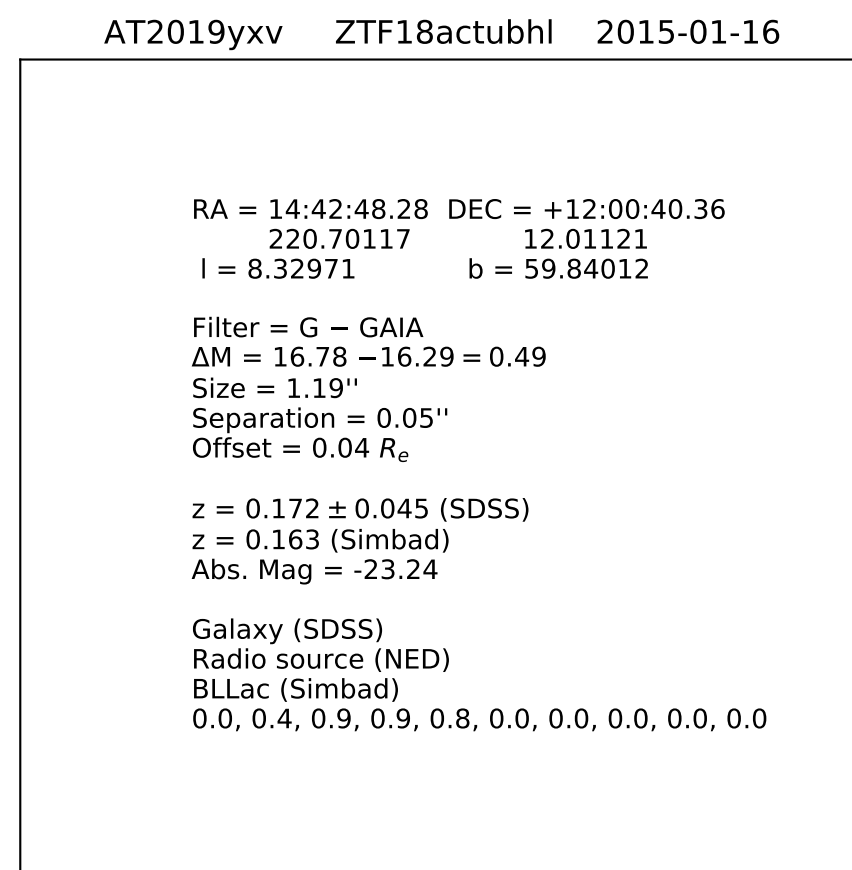 AT2019yxv ZTF18actubhl 2015-01-16
RA = 14:42:48.28 DEC = +12:00:40.36
220.70117 12.01121
l = 8.32971 b = 59.84012
Filter = G − GAIA
ΔM = 16.78 −16.29 = 0.49
Size = 1.19''
Separation = 0.05''
Offset = 0.04 Re
z = 0.172 ± 0.045 (SDSS)
z = 0.163 (Simbad)
Abs. Mag = -23.24
Galaxy (SDSS)
Radio source (NED)
BLLac (Simbad)
0.0, 0.4, 0.9, 0.9, 0.8, 0.0, 0.0, 0.0, 0.0, 0.0